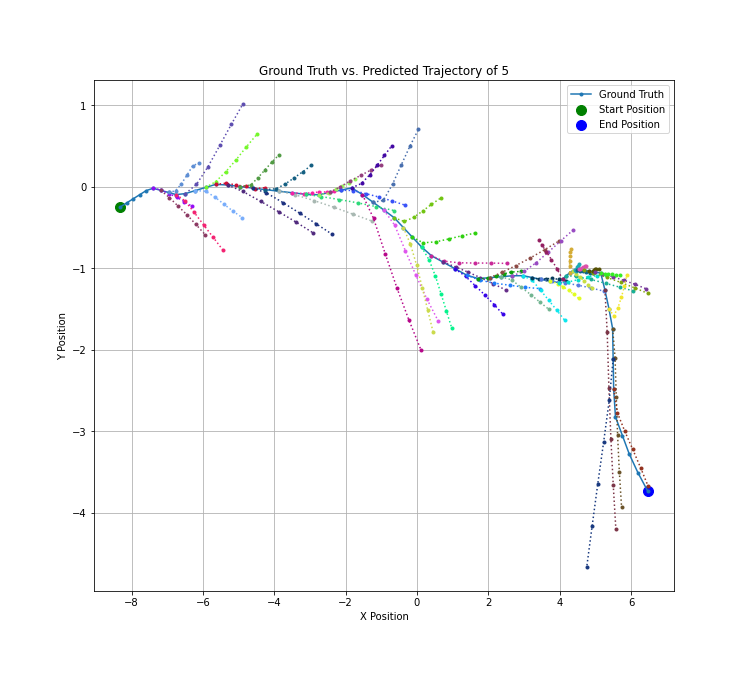 Ground Truth vs. Predicted Trajectory of 5
Ground Truth
Start Position
End Position
Y Position
1
0
−1
−2
−3
−4
−8
−6
−4
−2
0
2
4
6
X Position